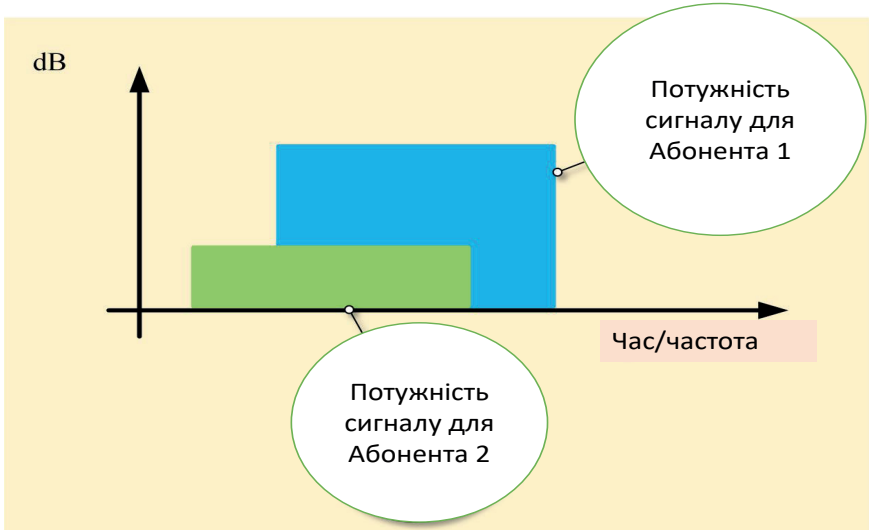 dB
Потужність
сигналу для
Абонента 1
Час/частота
Потужність
сигналу для
Абонента 2